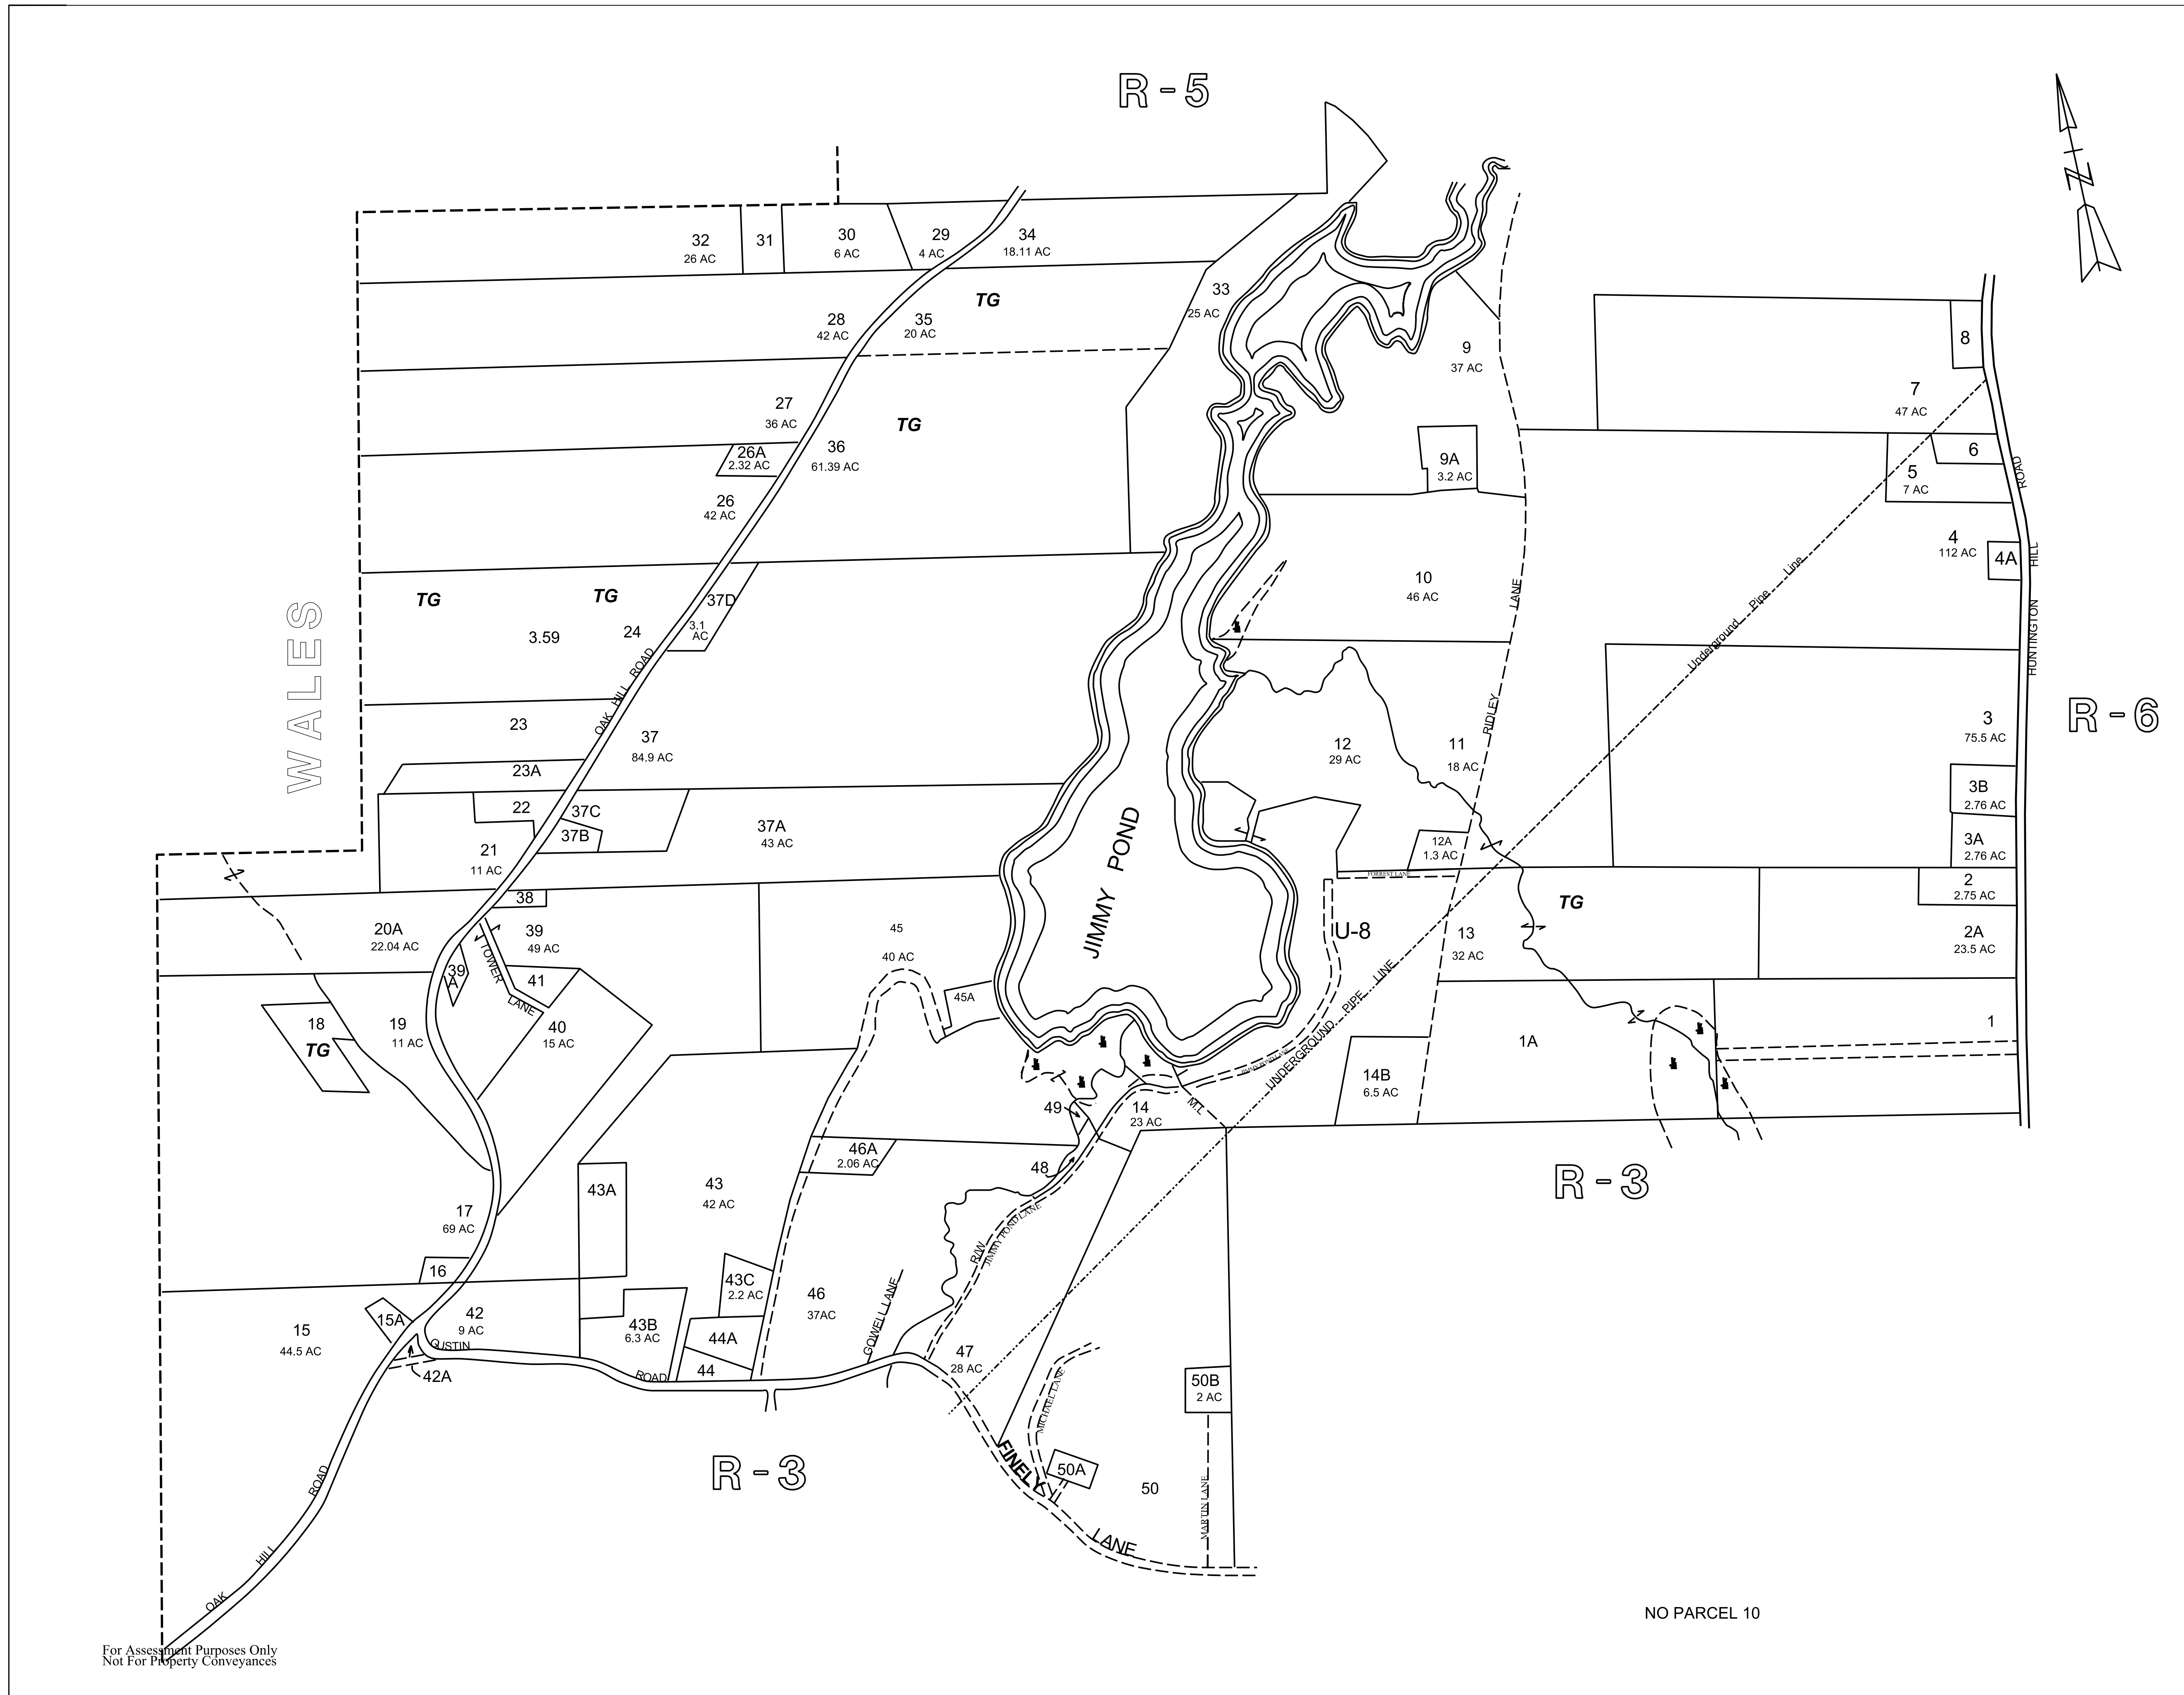 R - 5
32
26 AC
31
30
6 AC
29
4 AC
34
18.11 AC
33
25 AC
TG
28
42 AC
35
20 AC
9
37 AC
8
7
47 AC
27
36 AC
TG
36
61.39 AC
26A
2.32 AC
26
42 AC
9A
3.2 AC
6
5
7 AC
ROAD
4
112 AC
4A
HILL
HUNTINGTON
Underground Pipe Line
10
46 AC
LANE
RIDLEY
WALES
TG
TG
3.59
24
37D
3.1
AC
OAK HILL ROAD
23
37
84.9 AC
23A
22
37C
37B
37A
43 AC
21
11 AC
JIMMY POND
12
29 AC
11
18 AC
12A
1.3 AC
FORREST LANE
3
75.5 AC
R - 6
3B
2.76 AC
3A
2.76 AC
2
2.75 AC
2A
23.5 AC
TG
U-8
13
32 AC
38
20A
22.04 AC
39
49 AC
39
A
TOWER
LANE
41
45
40 AC
45A
18
TG
19
11 AC
40
15 AC
UNDERGROUND PIPE LINE
14B
6.5 AC
1A
1
49
14
23 AC
M.L
46A
2.06 AC
48
43A
43
42 AC
17
69 AC
R - 3
R/W
JIMMY POND LANE
16
43C
2.2 AC
46
37AC
GOWELL LANE
15
44.5 AC
15A
42
9 AC
43B
6.3 AC
44A
44
OUSTIN
ROAD
42A
47
28 AC
MICHAEL LANE
50B
2 AC
R - 3
FINELY
LANE
50A
50
MARTIN LANE
OAK HILL ROAD
NO PARCEL 10
For Assessment Purposes Only
Not For Property Conveyances